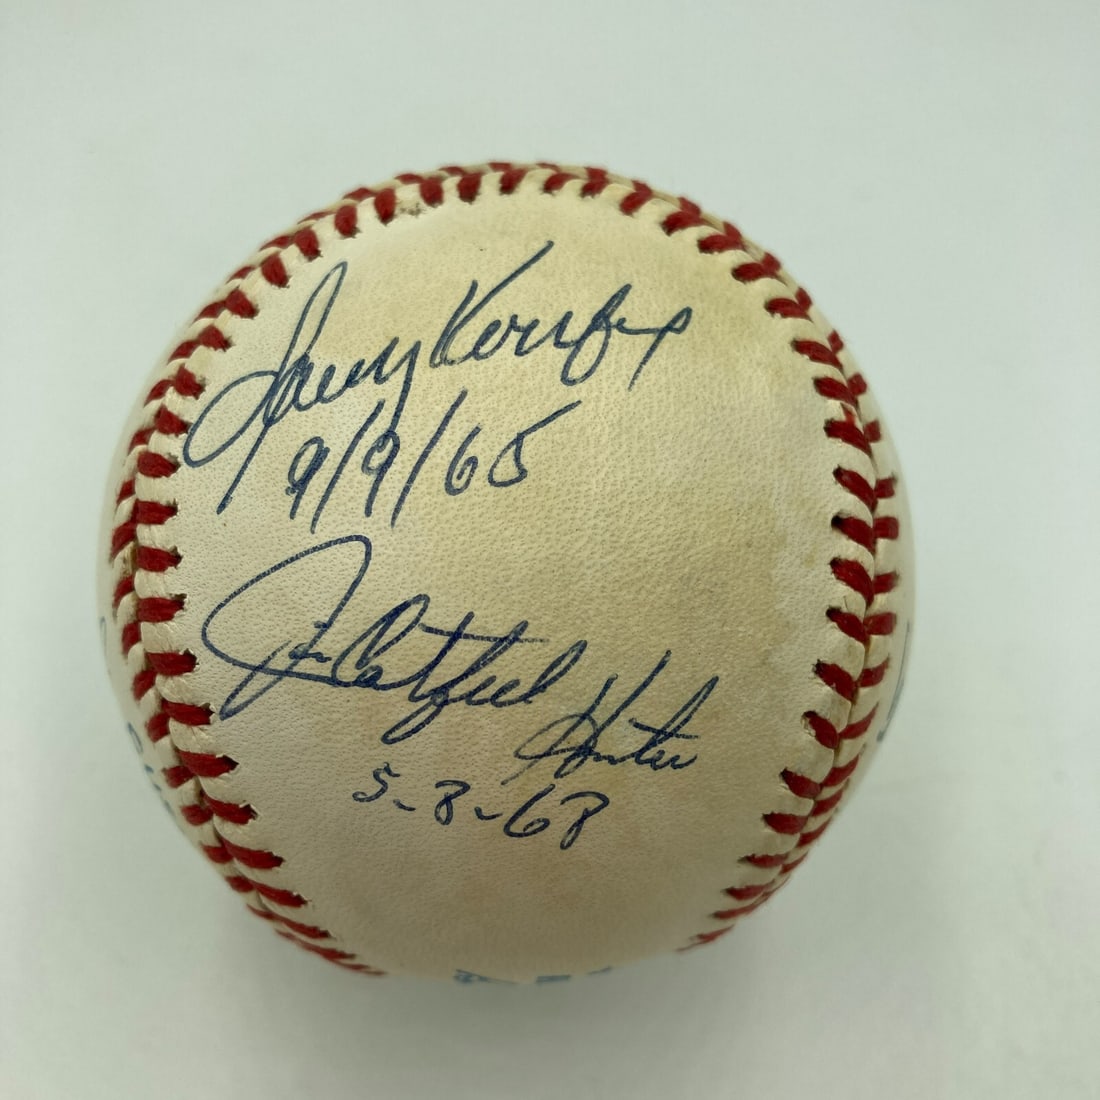 Sandy Koufax
9/9/65
Jim Catfish Hunter
5-8-68